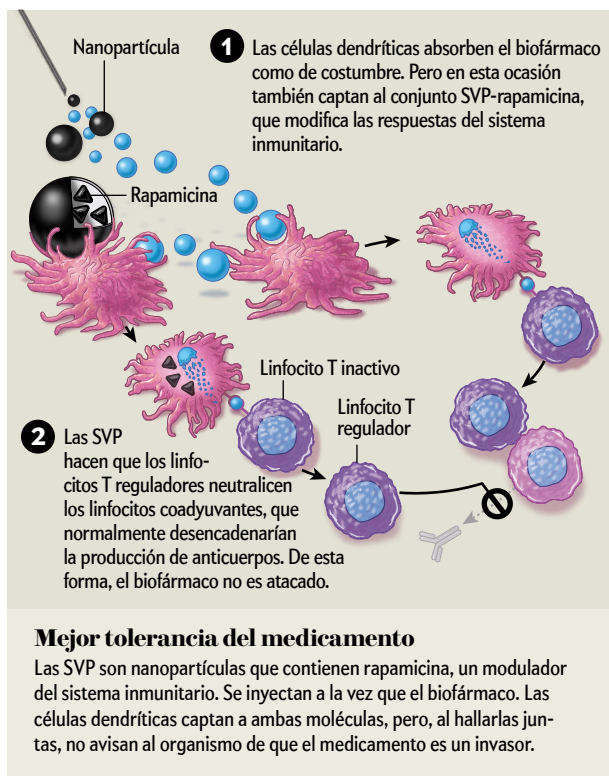 Nanopartícula
1 Las células dendríticas absorben el biofármaco
como de costumbre. Pero en esta ocasión
también captan al conjunto SVP-rapamicina,
que modifica las respuestas del sistema
inmunitario.
Rapamicina
Linfocito T inactivo
Linfocito T
regulador
2 Las SVP
hacen que los linfo-
citos T reguladores neutralicen
los linfocitos coadyuvantes, que
normalmente desencadenarían
la producción de anticuerpos. De esta
forma, el biofármaco no es atacado.
Mejor tolerancia del medicamento
Las SVP son nanopartículas que contienen rapamicina, un modulador
del sistema inmunitario. Se inyectan a la vez que el biofármaco. Las
células dendríticas captan a ambas moléculas, pero, al hallarlas jun-
tas, no avisan al organismo de que el medicamento es un invasor.